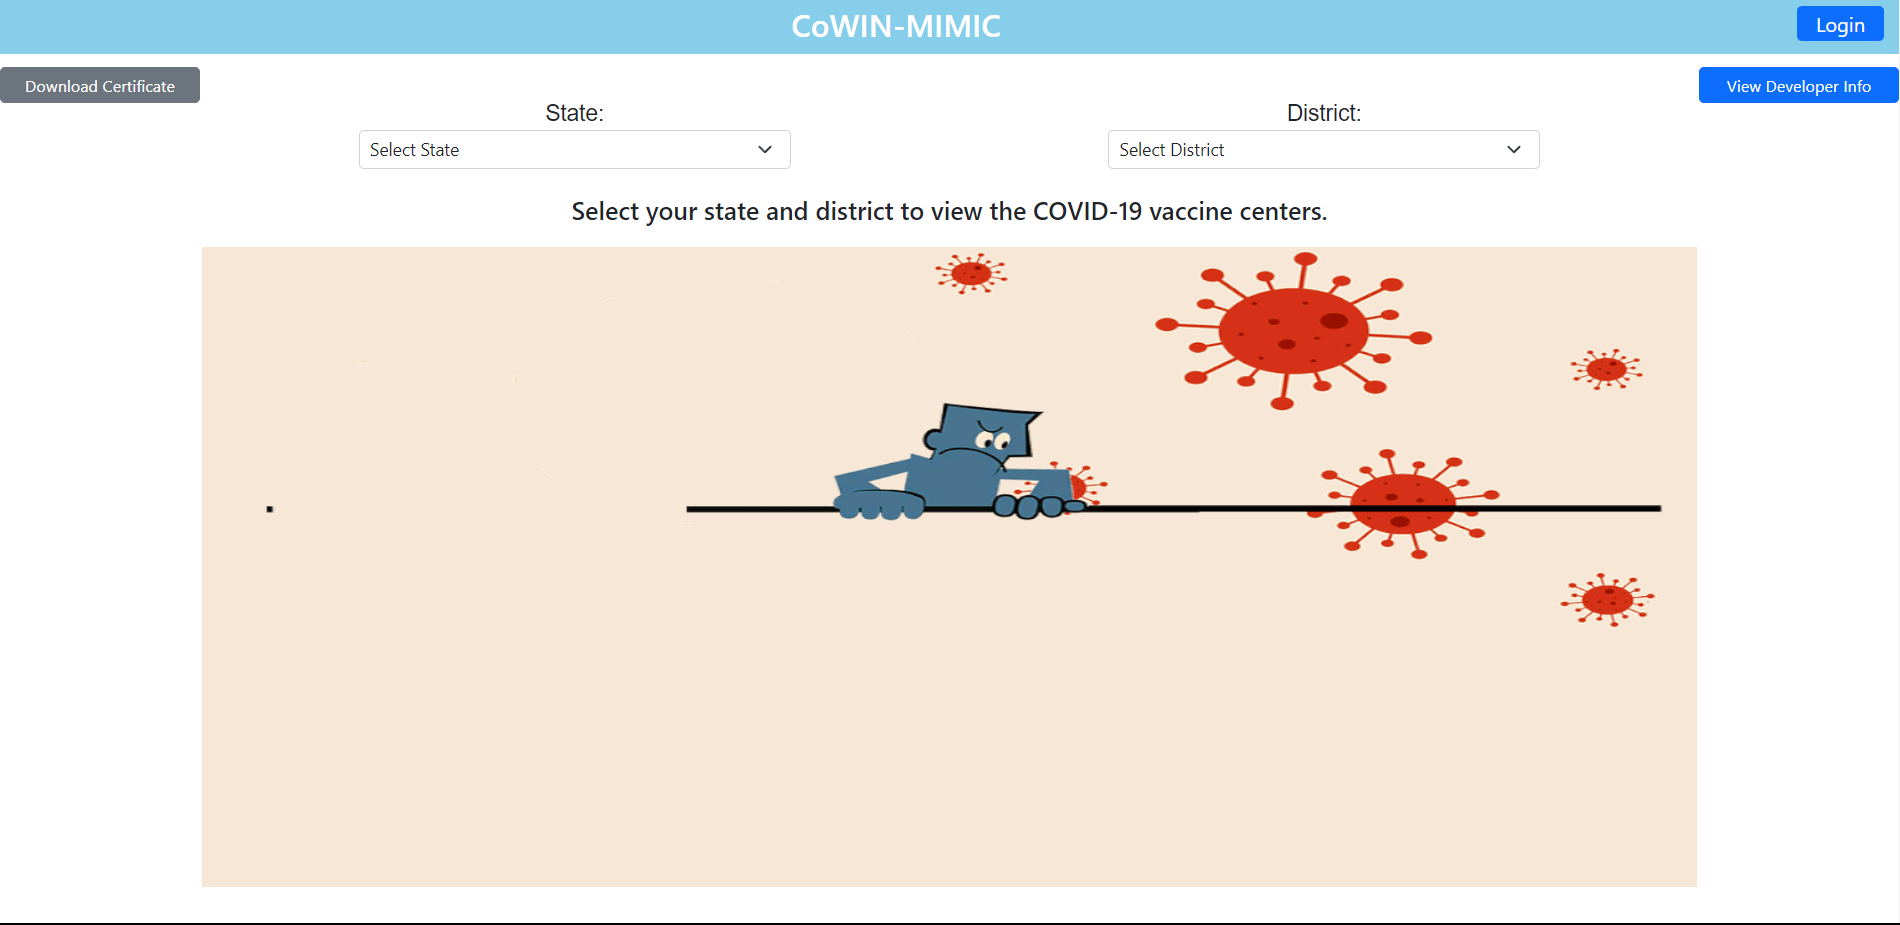 CoWIN-MIMIC
Login
Download Certificate
View Developer Info
State:
District:
Select State
Select District
Select your state and district to view the COVID-19 vaccine centers.